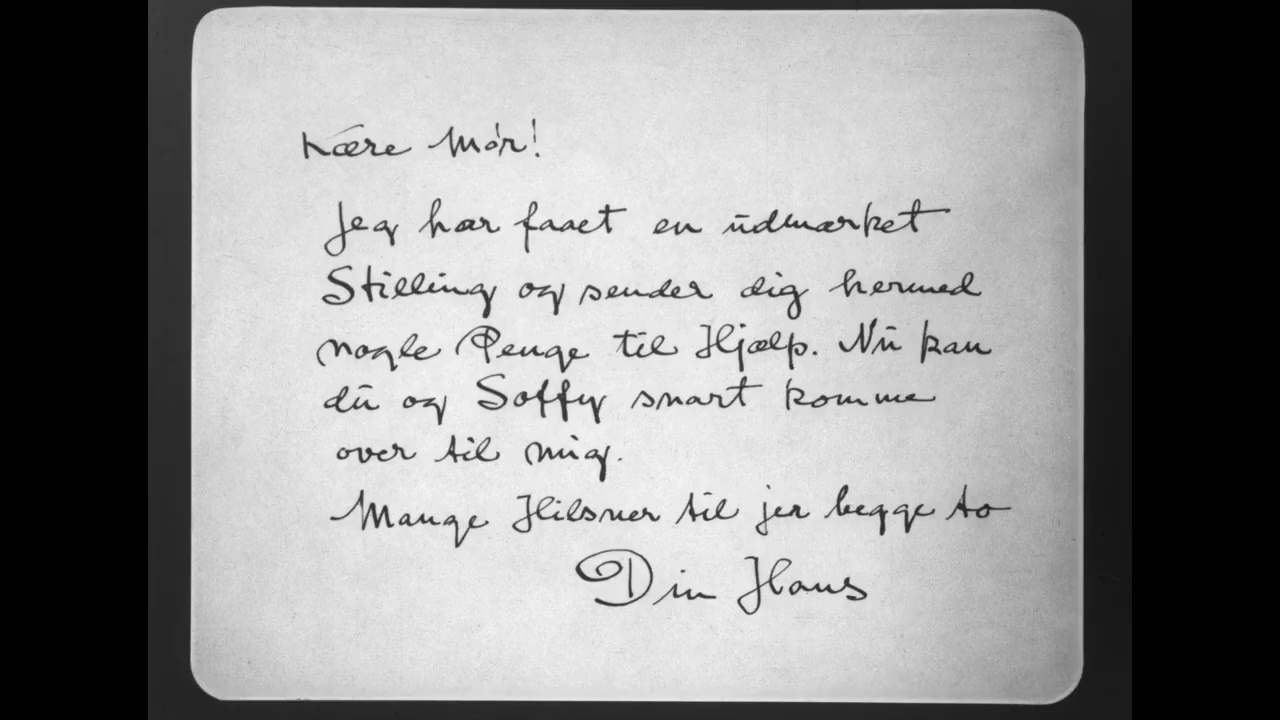 Kære Mor!
Jeg har faaet en udmærket
Stilling og sender dig hermed
nogle Penge til Hjælp. Nu kan
du og Soffy snart komme
over til mig.
Mange Hilsner til jer begge to
Din Hans